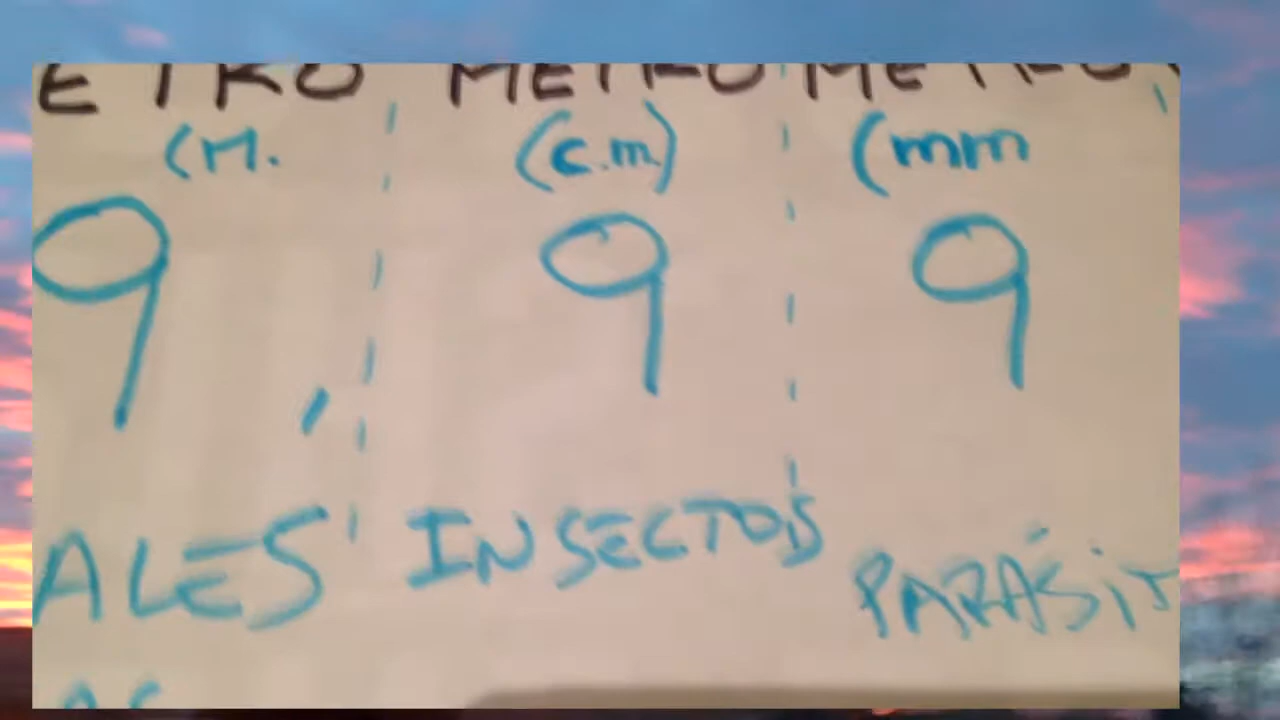 ETRO METRO METRO
(M. (c.m.) (mm
9, 9 9
ALES INSECTOS PARÁSIT